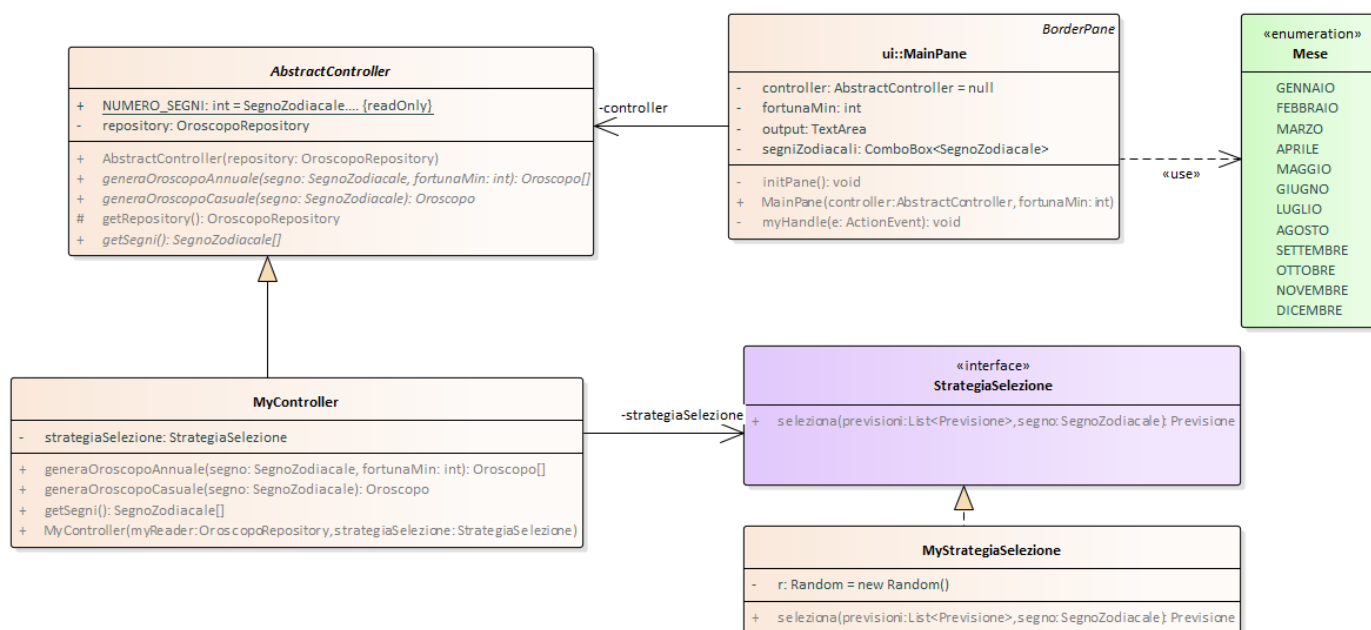 AbstractController
+ NUMERO_SEGNI: int = SegnoZodiacale.... {readOnly}
- repository: OroscopoRepository
+ AbstractController(repository: OroscopoRepository)
+ generaOroscopoAnnuale(segno: SegnoZodiacale, fortunaMin: int): Oroscopo[]
+ generaOroscopoCasuale(segno: SegnoZodiacale): Oroscopo
# getRepository(): OroscopoRepository
+ getSegni(): SegnoZodiacale[]
-controller
BorderPane
ui::MainPane
- controller: AbstractController = null
- fortunaMin: int
- output: TextArea
- segniZodiacali: ComboBox<SegnoZodiacale>
- initPane(): void
+ MainPane(controller:AbstractController, fortunaMin: int)
- myHandle(e: ActionEvent): void
«use»
«enumeration»
Mese
GENNAIO
FEBBRAIO
MARZO
APRILE
MAGGIO
GIUGNO
LUGLIO
AGOSTO
SETTEMBRE
OTTOBRE
NOVEMBRE
DICEMBRE
MyController
- strategiaSelezione: StrategiaSelezione
+ generaOroscopoAnnuale(segno: SegnoZodiacale, fortunaMin: int): Oroscopo[]
+ generaOroscopoCasuale(segno: SegnoZodiacale): Oroscopo
+ getSegni(): SegnoZodiacale[]
+ MyController(myReader:OroscopoRepository,strategiaSelezione:StrategiaSelezione)
-strategiaSelezione
«interface»
StrategiaSelezione
+ seleziona(previsioni:List<Previsione>,segno:SegnoZodiacale): Previsione
MyStrategiaSelezione
- r: Random = new Random()
+ seleziona(previsioni:List<Previsione>,segno:SegnoZodiacale): Previsione